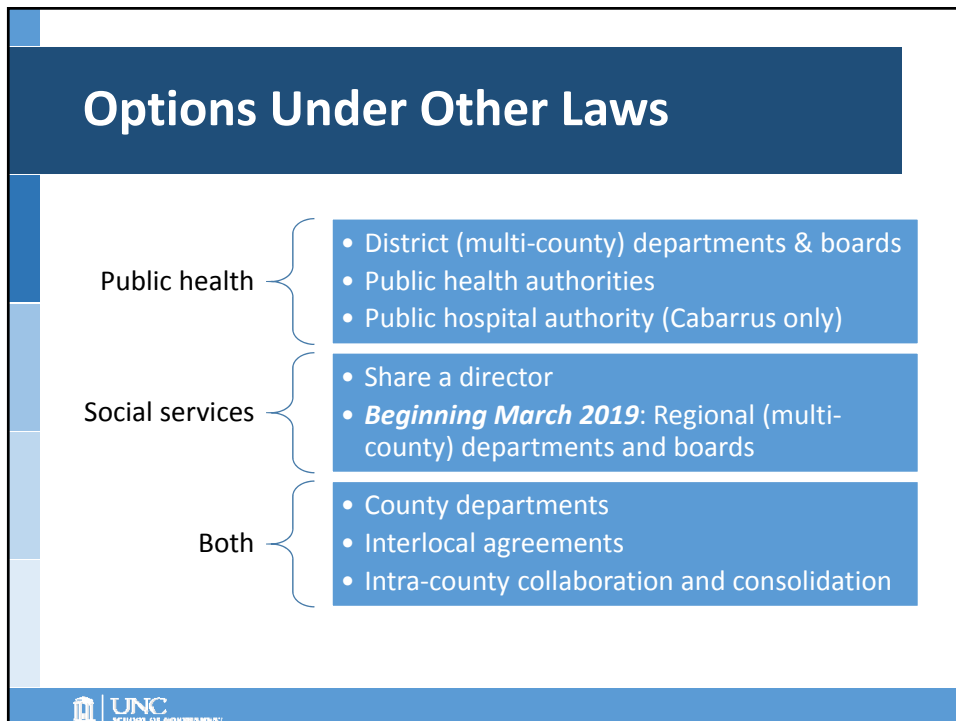 Options Under Other Laws
Public health
• District (multi-county) departments & boards
• Public health authorities
• Public hospital authority (Cabarrus only)
Social services
• Share a director
• Beginning March 2019: Regional (multi-
county) departments and boards
Both
• County departments
• Interlocal agreements
• Intra-county collaboration and consolidation
UNC